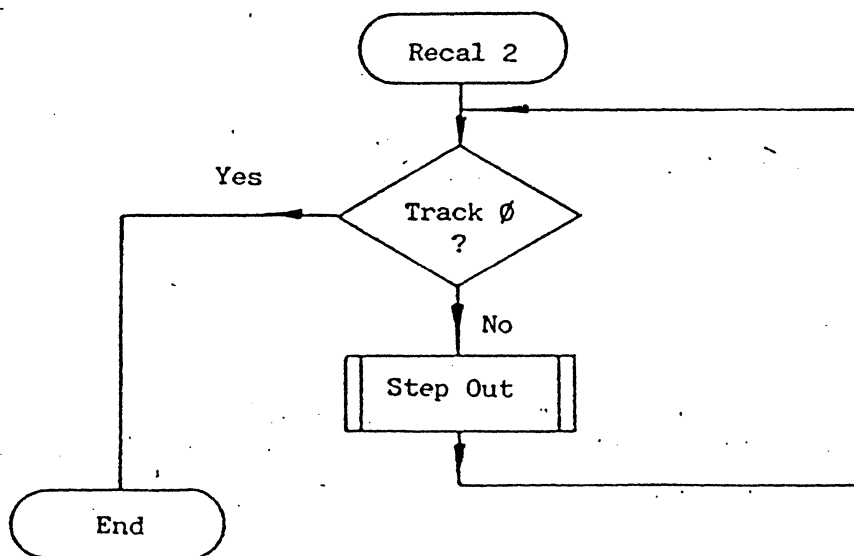 Recal 2
Yes
Track Ø
?
No
Step Out
End